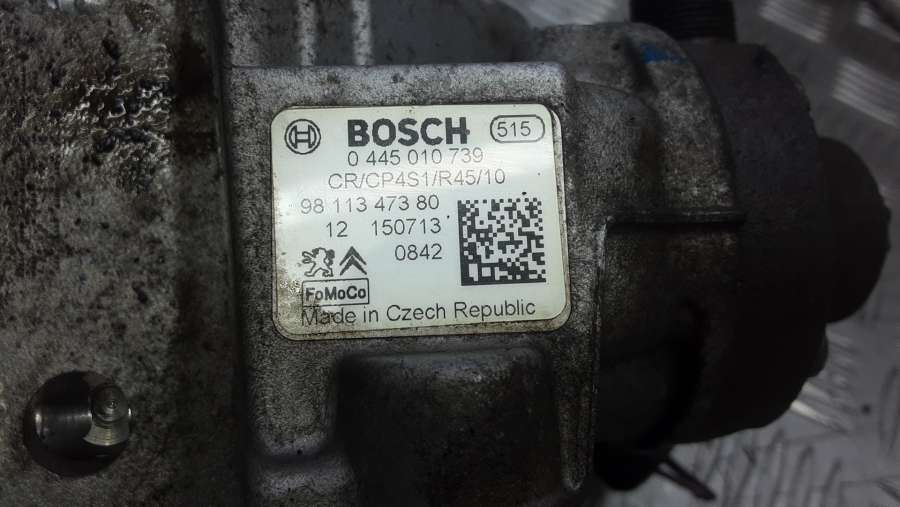 BOSCH 515
0 445 010 739
CR/CP4S1/R45/10
98 113 473 80
12 150713
0842
FoMoCo
Made in Czech Republic